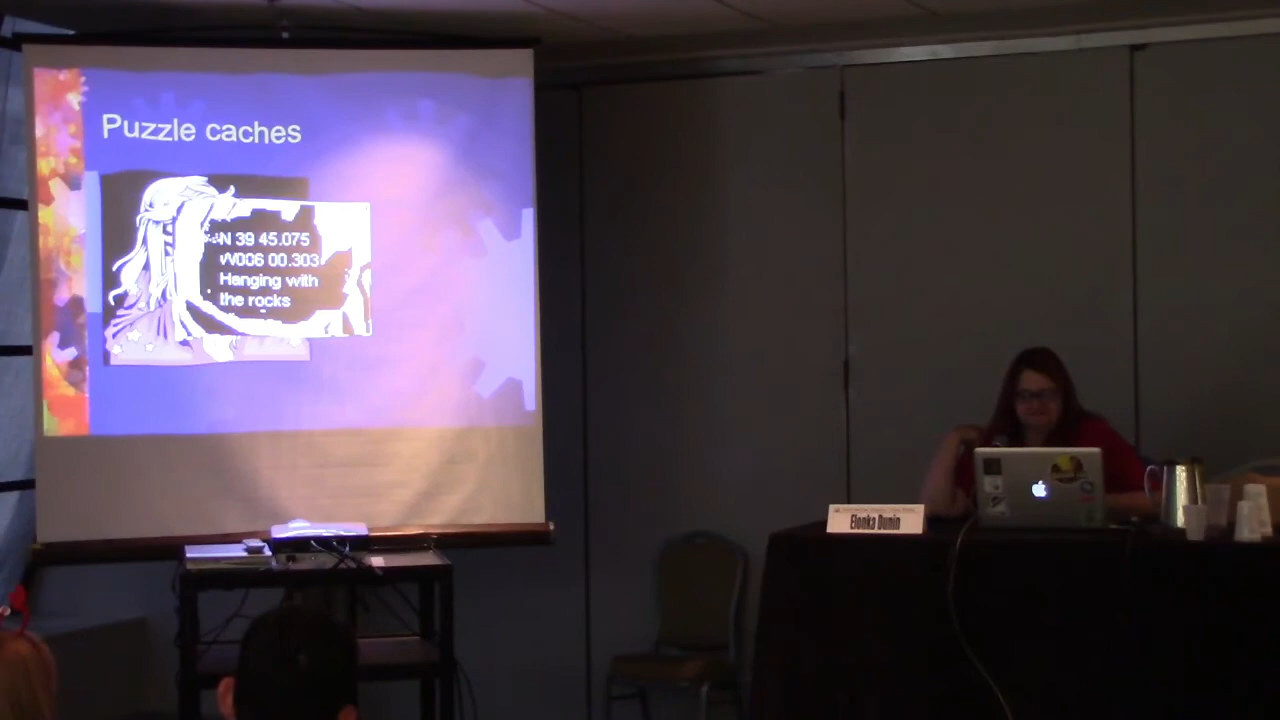 Puzzle caches
N 39 45.075
W006 00.303
Hanging with
the rocks
Elonka Dunin